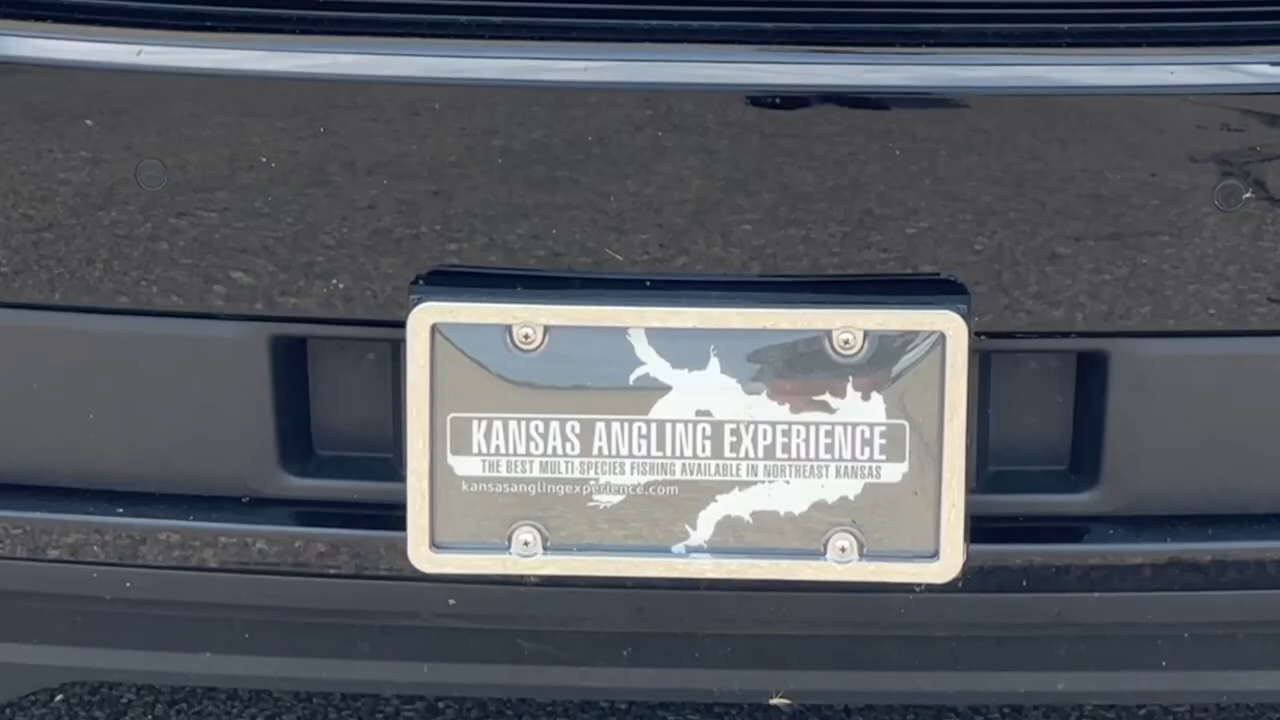 KANSAS ANGLING EXPERIENCE
THE BEST MULTI-SPECIES FISHING AVAILABLE IN NORTHEAST KANSAS
kansasanglingexperience.com